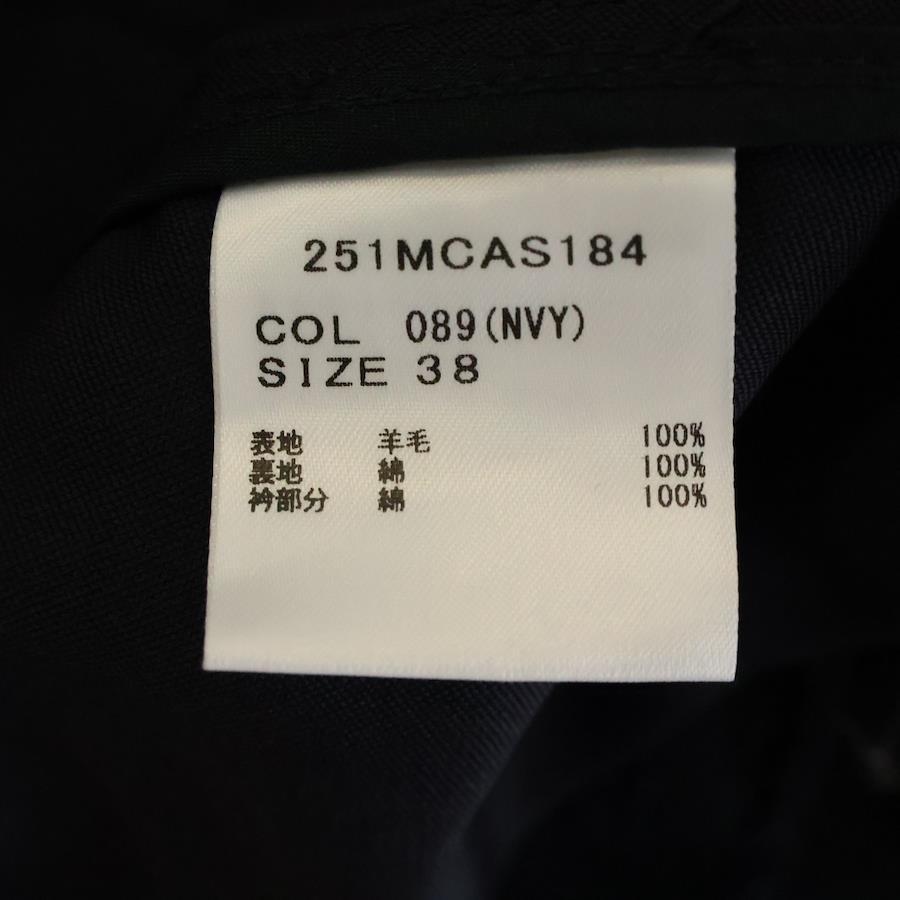 251MCAS184
COL 089(NVY)
SIZE 38
表地 羊毛 100%
裏地 綿 100%
衿部分 綿 100%